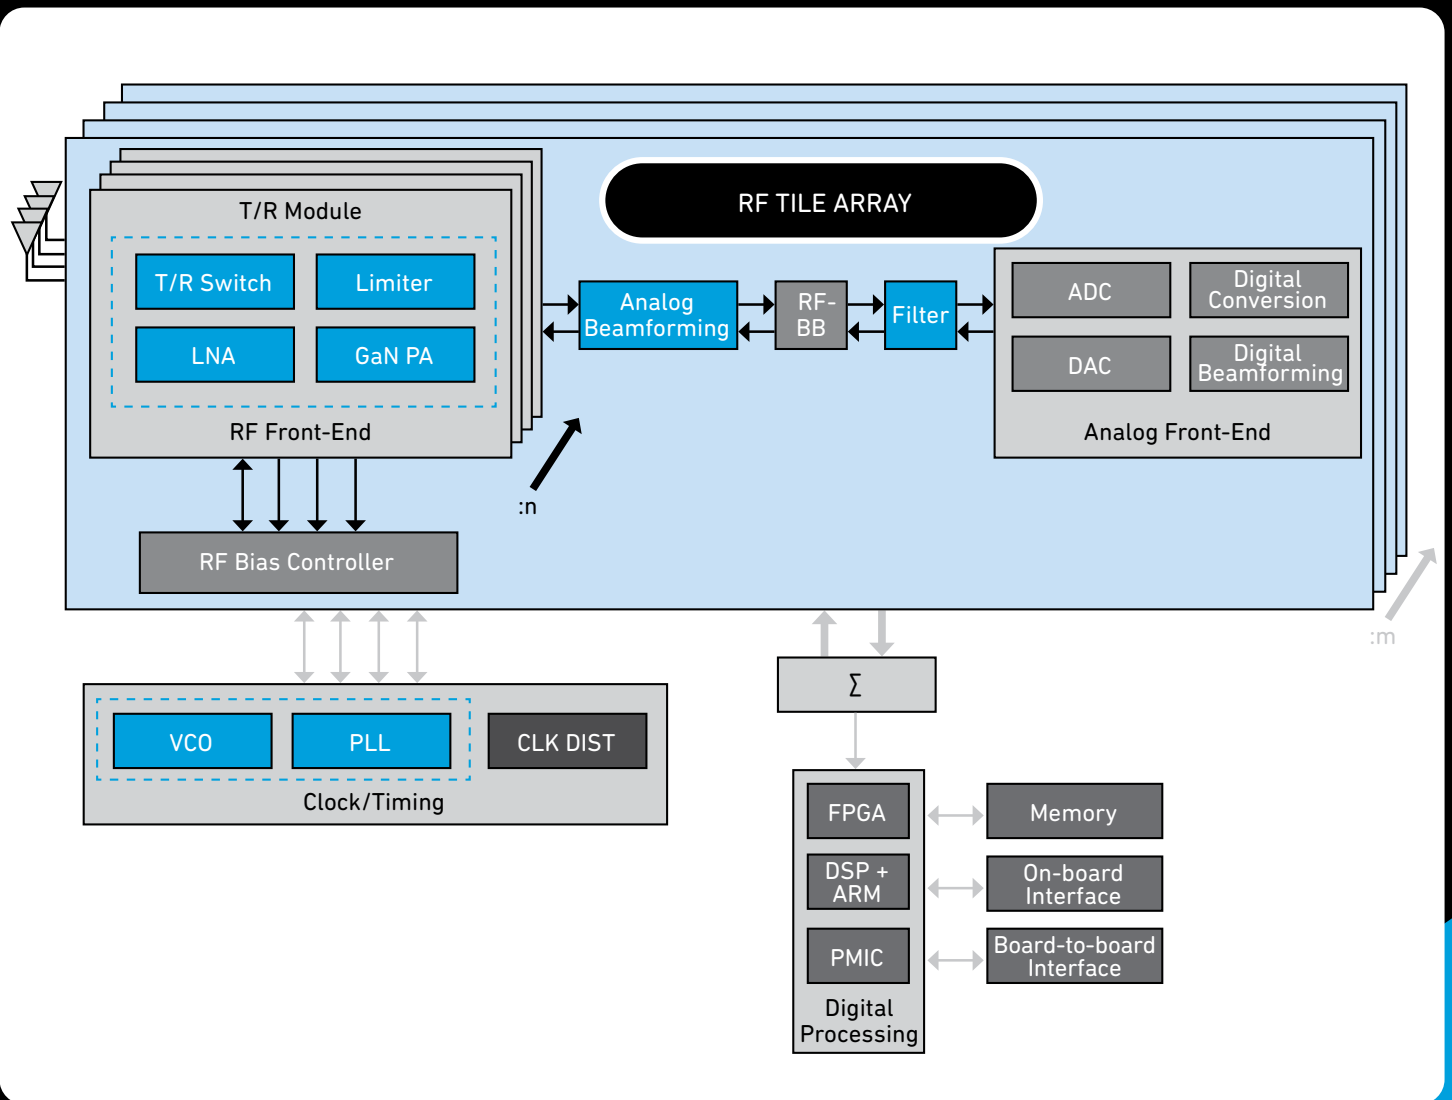 RF TILE ARRAY
T/R Module
T/R Switch
Limiter
LNA
GaN PA
RF Front-End
Analog
Beamforming
RF-
BB
Filter
ADC
Digital
Conversion
DAC
Digital
Beamforming
Analog Front-End
:n
RF Bias Controller
:m
Σ
VCO
PLL
CLK DIST
Clock/Timing
FPGA
Memory
DSP +
ARM
On-board
Interface
PMIC
Board-to-board
Interface
Digital
Processing